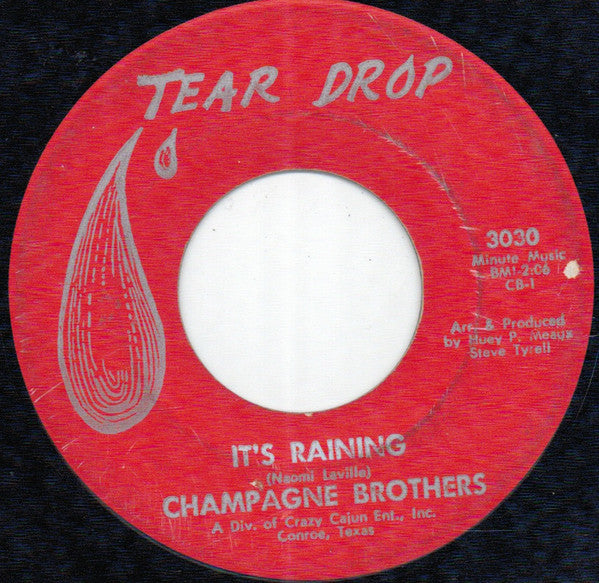 TEAR DROP
3030
Minute Music
BMI-2:06
CB-1
Arr. & Produced
by Huey P. Meaux
Steve Tyrell
IT'S RAINING
(Naomi Laville)
CHAMPAGNE BROTHERS
A Div. of Crazy Cajun Ent., Inc.
Conroe, Texas